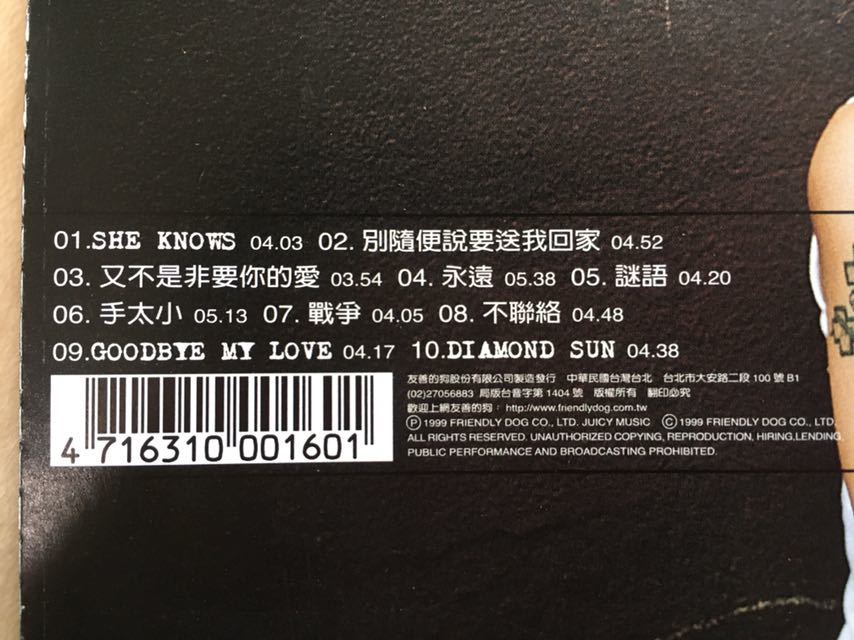 01.SHE KNOWS 04.03 02. 別隨便說要送我回家 04.52
03. 又不是非要你的愛 03.54 04. 永遠 05.38 05. 謎語 04.20
06. 手太小 05.13 07. 戰爭 04.05 08. 不聯絡 04.48
09.GOODBYE MY LOVE 04.17 10.DIAMOND SUN 04.38
友善的狗股份有限公司製造發行 中華民國台灣台北 台北市大安路二段 100 號 B1
(02)27056883 局版台音字第 1404 號 版權所有 翻印必究
歡迎上網友善的狗：http://www.friendlydog.com.tw
Ⓟ 1999 FRIENDLY DOG CO., LTD. JUICY MUSIC Ⓒ 1999 FRIENDLY DOG CO., LTD.
ALL RIGHTS RESERVED. UNAUTHORIZED COPYING, REPRODUCTION, HIRING, LENDING,
PUBLIC PERFORMANCE AND BROADCASTING PROHIBITED.
4 716310 001601